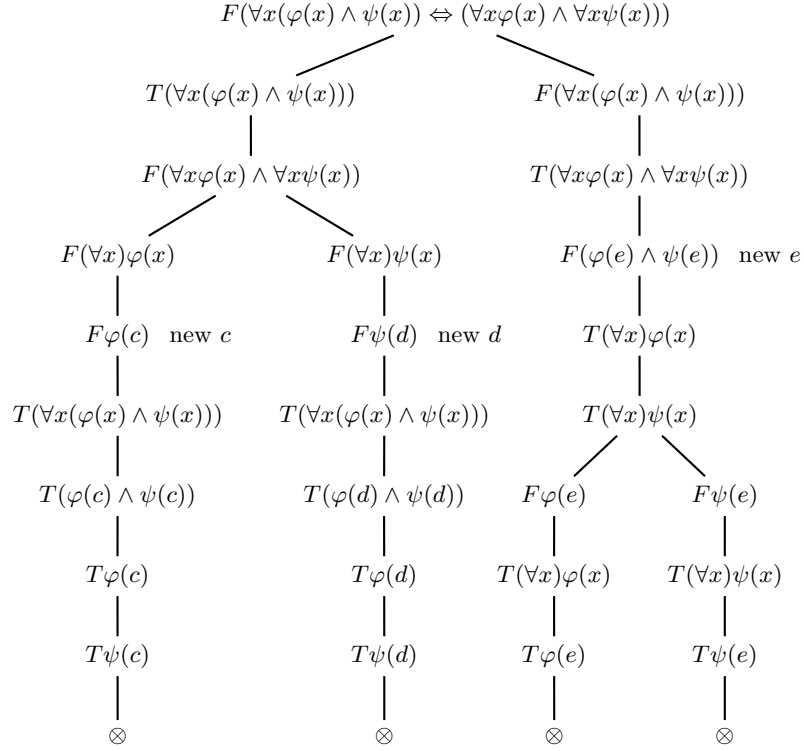 F(∀x(φ(x) ∧ ψ(x)) ⇔ (∀xφ(x) ∧ ∀xψ(x)))
T(∀x(φ(x) ∧ ψ(x))) F(∀x(φ(x) ∧ ψ(x)))
F(∀xφ(x) ∧ ∀xψ(x)) T(∀xφ(x) ∧ ∀xψ(x))
F(∀x)φ(x) F(∀x)ψ(x) F(φ(e) ∧ ψ(e)) new e
Fφ(c) new c Fψ(d) new d T(∀x)φ(x)
T(∀x(φ(x) ∧ ψ(x))) T(∀x(φ(x) ∧ ψ(x))) T(∀x)ψ(x)
T(φ(c) ∧ ψ(c)) T(φ(d) ∧ ψ(d)) Fφ(e) Fψ(e)
Tφ(c) Tφ(d) T(∀x)φ(x) T(∀x)ψ(x)
Tψ(c) Tψ(d) Tφ(e) Tψ(e)
⊗ ⊗ ⊗ ⊗